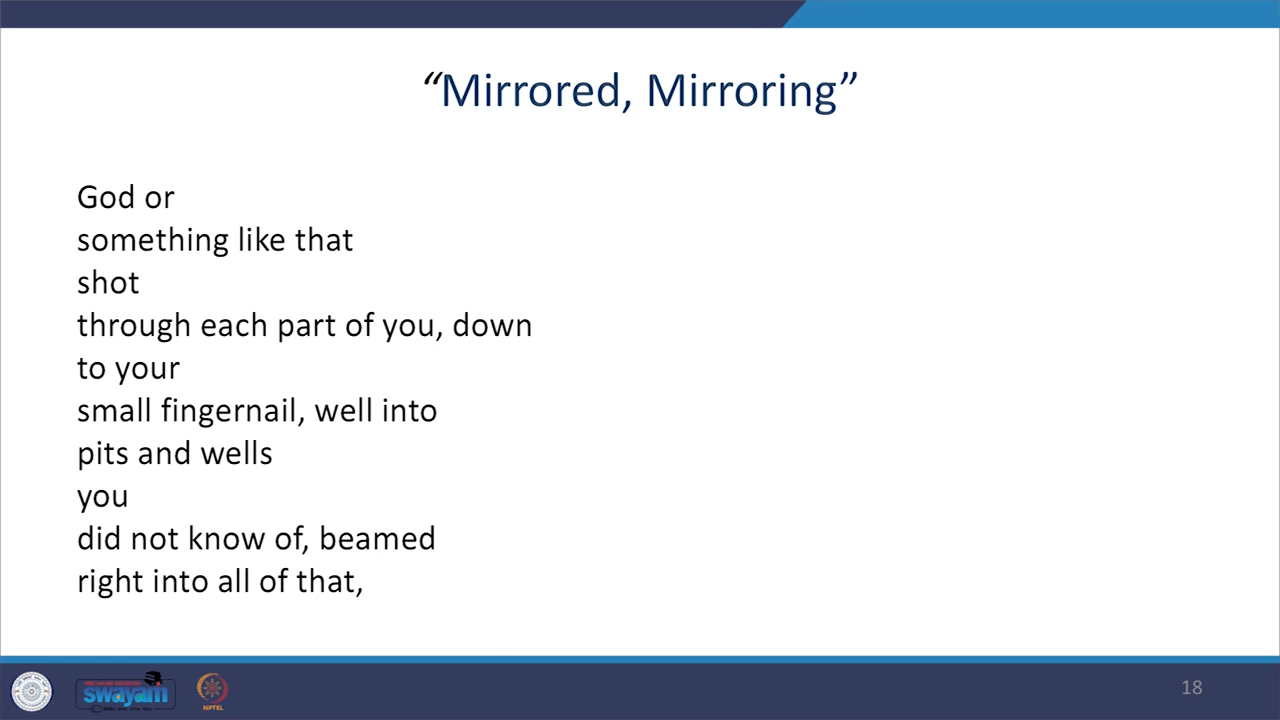 “Mirrored, Mirroring”
God or
something like that
shot
through each part of you, down
to your
small fingernail, well into
pits and wells
you
did not know of, beamed
right into all of that,
swayam
NPTEL
18